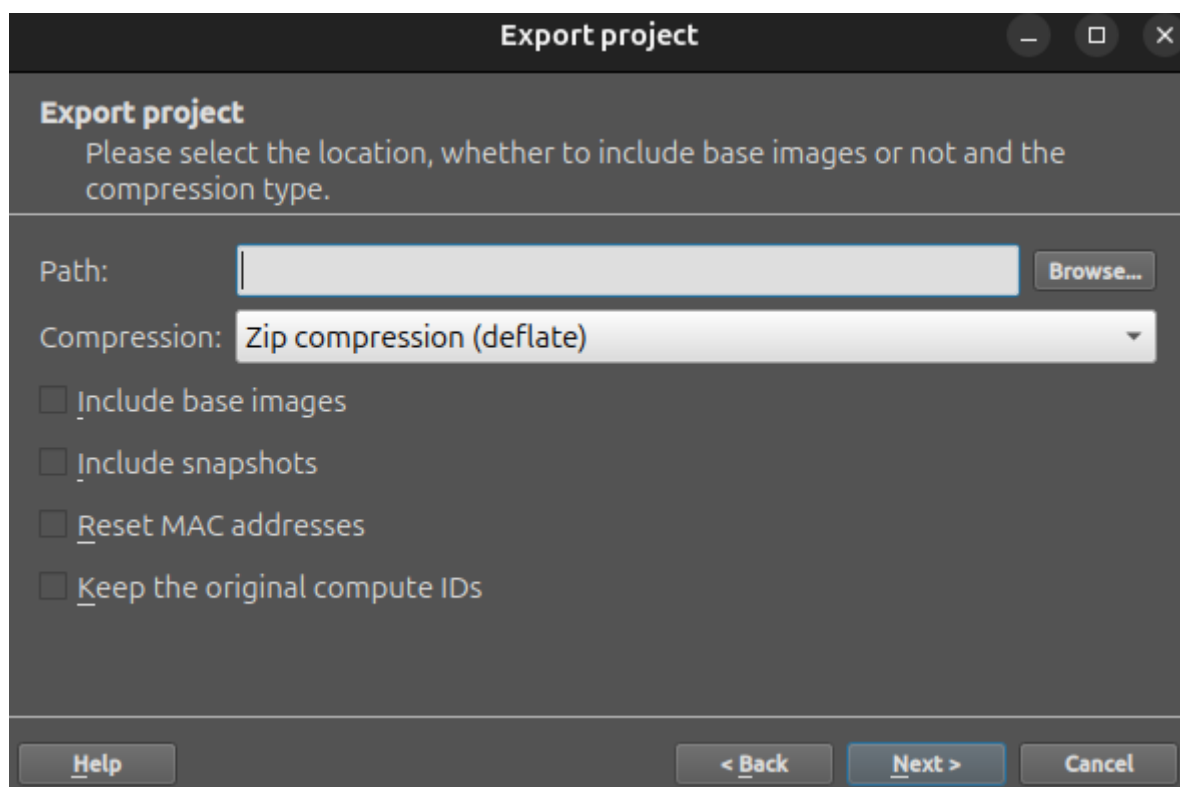 Export project
Export project
Please select the location, whether to include base images or not and the
compression type.
Path:
Browse...
Compression: Zip compression (deflate)
Include base images
Include snapshots
Reset MAC addresses
Keep the original compute IDs
Help
< Back
Next >
Cancel